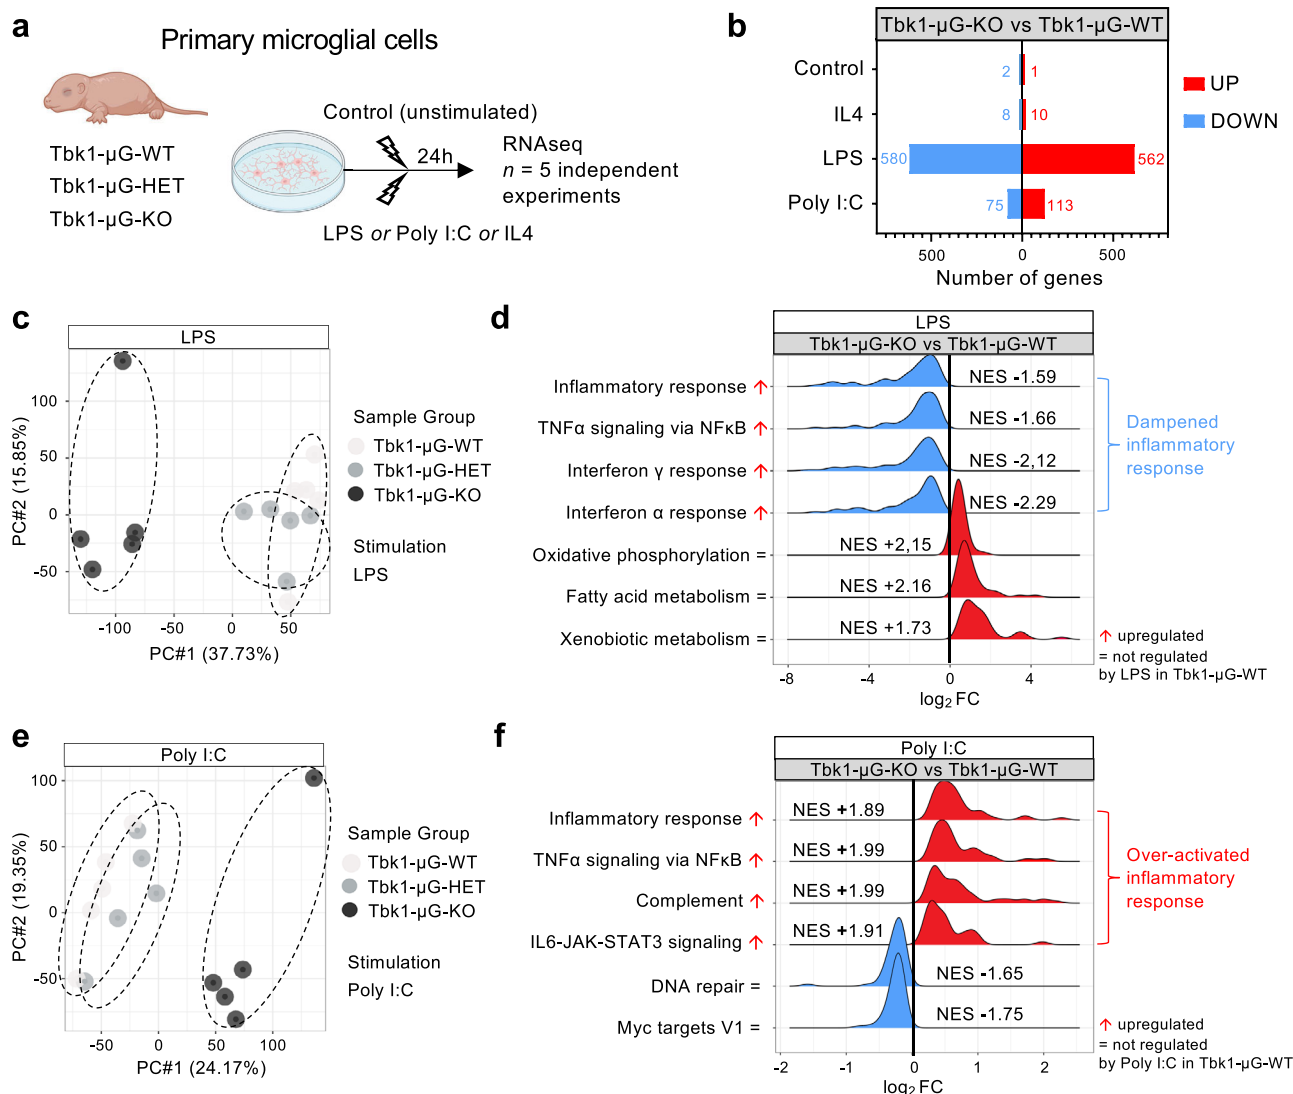 a
Primary microglial cells
Tbk1-µG-WT
Tbk1-µG-HET
Tbk1-µG-KO
Control (unstimulated)
24h
LPS or Poly I:C or IL4
RNAseq
n = 5 independent
experiments
b
Tbk1-µG-KO vs Tbk1-µG-WT
Control
2
1
IL4
8
10
LPS
580
562
Poly I:C
75
113
500
0
500
Number of genes
UP
DOWN
c
LPS
PC#2 (15.85%)
100
50
0
-50
-100
-50
0
50
PC#1 (37.73%)
Sample Group
Tbk1-µG-WT
Tbk1-µG-HET
Tbk1-µG-KO
Stimulation
LPS
d
LPS
Tbk1-µG-KO vs Tbk1-µG-WT
Inflammatory response ↑
NES -1.59
TNFα signaling via NFκB ↑
NES -1.66
Interferon γ response ↑
NES -2,12
Interferon α response ↑
NES -2.29
Oxidative phosphorylation =
NES +2,15
Fatty acid metabolism =
NES +2.16
Xenobiotic metabolism =
NES +1.73
-8
-4
0
4
log2 FC
Dampened
inflammatory
response
↑ upregulated
= not regulated
by LPS in Tbk1-µG-WT
e
Poly I:C
PC#2 (19.35%)
100
50
0
-50
-50
0
50
100
PC#1 (24.17%)
Sample Group
Tbk1-µG-WT
Tbk1-µG-HET
Tbk1-µG-KO
Stimulation
Poly I:C
f
Poly I:C
Tbk1-µG-KO vs Tbk1-µG-WT
Inflammatory response ↑
NES +1.89
TNFα signaling via NFκB ↑
NES +1.99
Complement ↑
NES +1.99
IL6-JAK-STAT3 signaling ↑
NES +1.91
DNA repair =
NES -1.65
Myc targets V1 =
NES -1.75
-2
-1
0
1
2
log2 FC
Over-activated
inflammatory
response
↑ upregulated
= not regulated
by Poly I:C in Tbk1-µG-WT